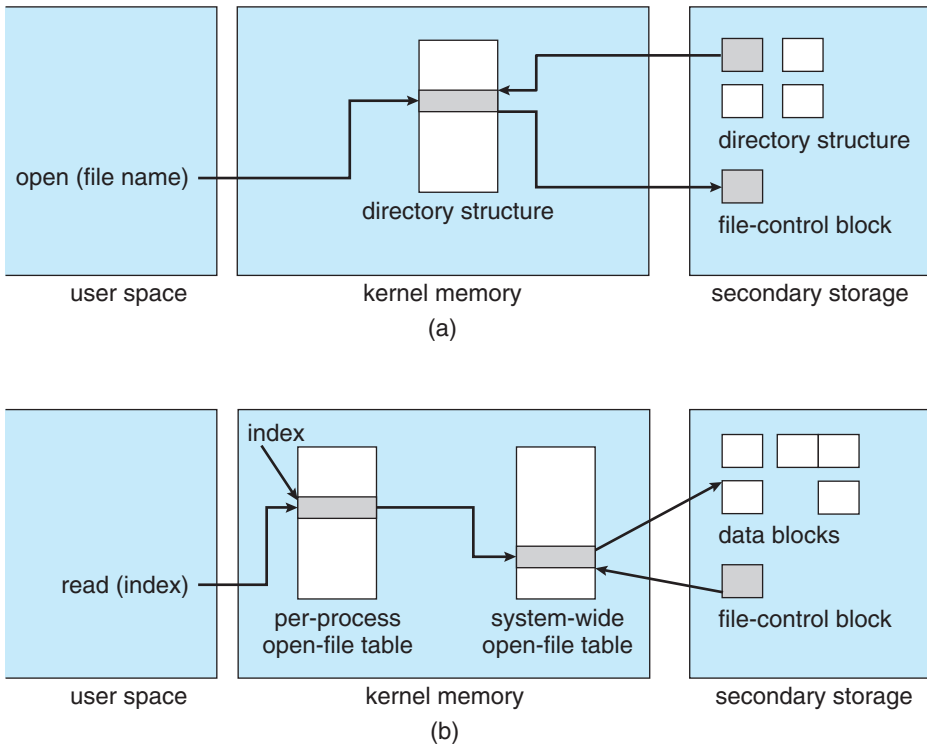 open (file name)
directory structure
directory structure
file-control block
user space
kernel memory
secondary storage
(a)
index
read (index)
per-process
open-file table
system-wide
open-file table
data blocks
file-control block
user space
kernel memory
secondary storage
(b)